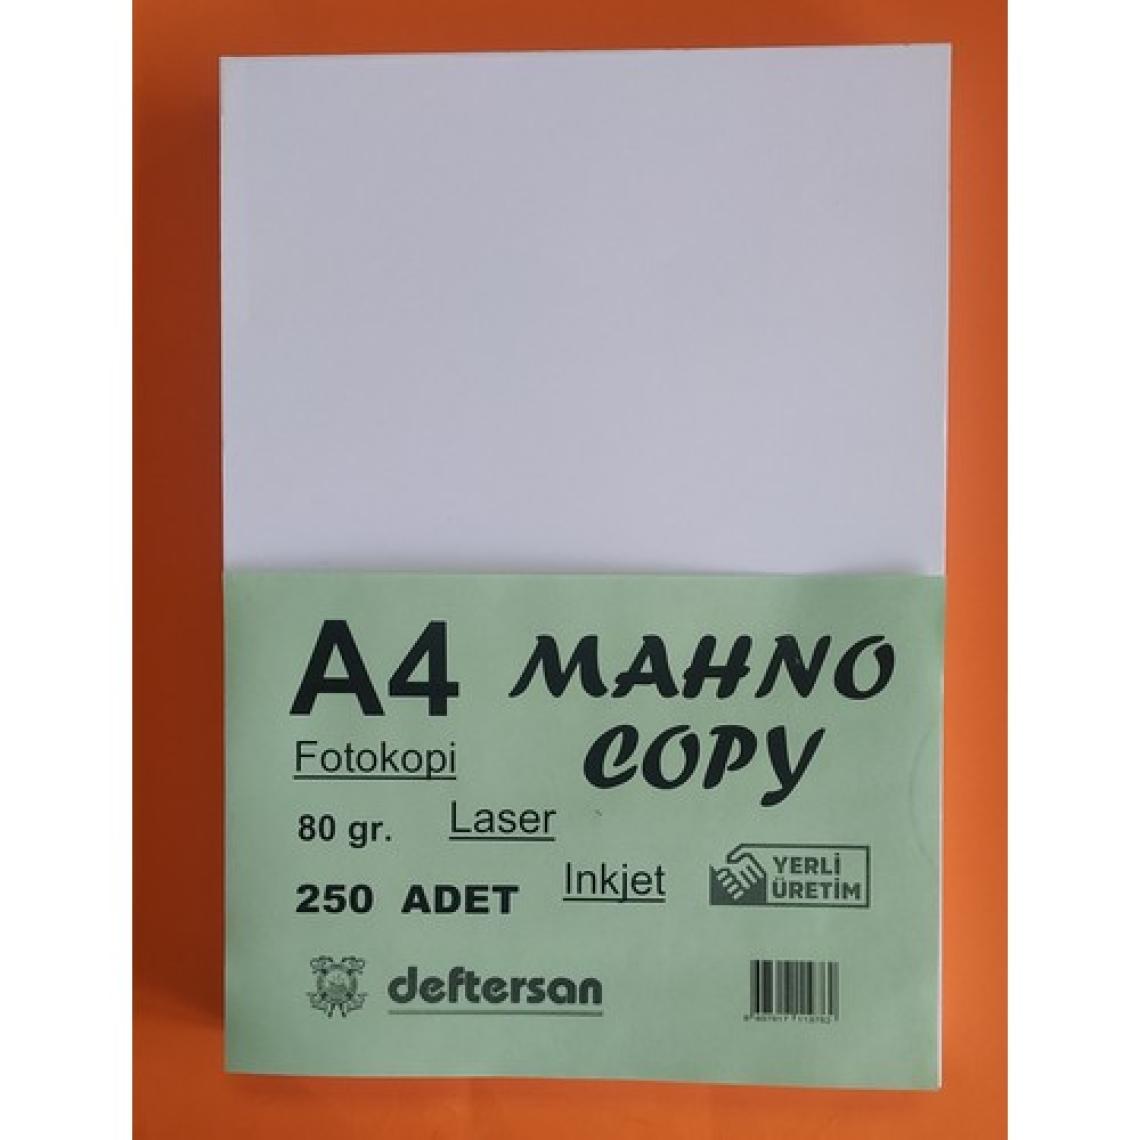 A4 MAHNO
COPY
Fotokopi
80 gr.
Laser
250 ADET
Inkjet
YERLİ
ÜRETİM
deftersan